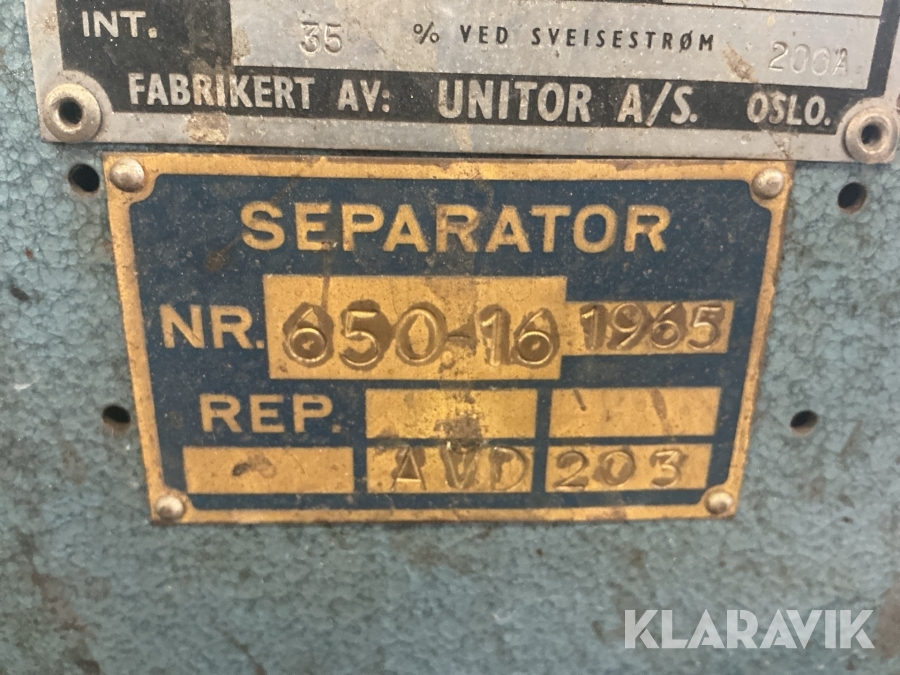 INT. 35 % VED SVEISESTRØM 200A
FABRIKERT AV: UNITOR A/S. OSLO.
SEPARATOR
NR. 650-16 1965
REP.
AVD 203
KLARAVIK